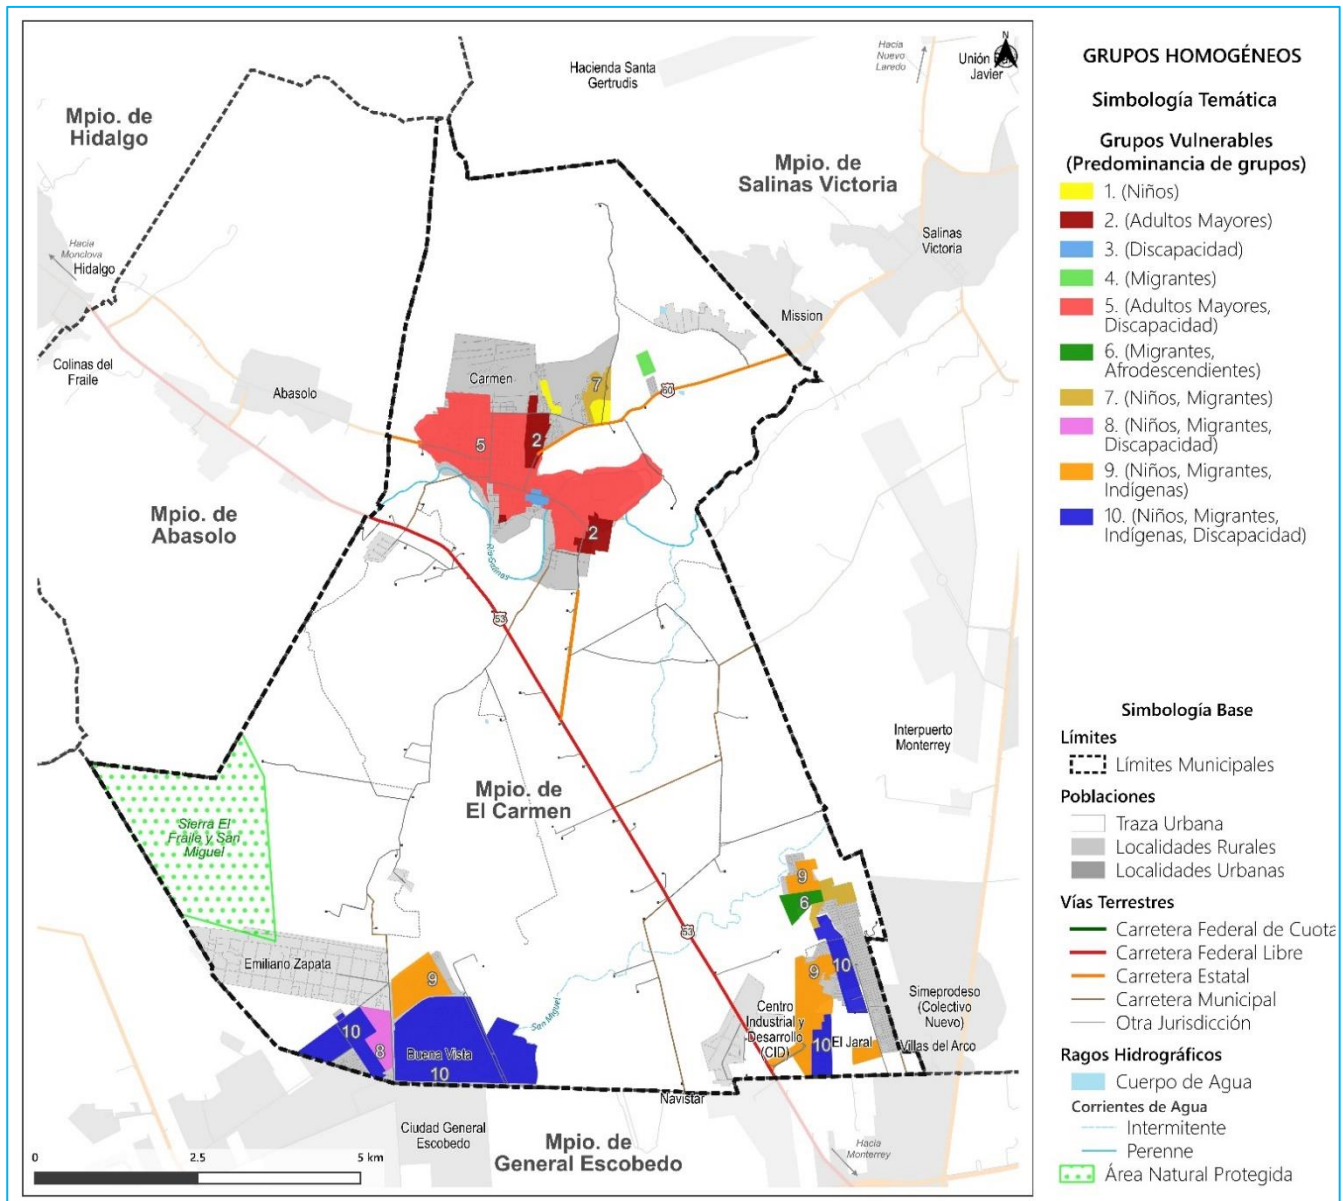 Hacia
Nuevo
Laredo
N
Unión
Javier
Hacienda Santa
Gertrudis
Mpio. de
Hidalgo
Mpio. de
Salinas Victoria
Salinas
Victoria
Hacia
Monclova
Hidalgo
Mission
Colinas del
Fraile
Abasolo
Carmen
7
60
5
2
2
Mpio. de
Abasolo
Río Salinas
53
Interpuerto
Monterrey
Mpio. de
El Carmen
Sierra El
Fraile y San
Miguel
9
6
53
Emiliano Zapata
9
9
10
San Miguel
Centro
Industrial y
Desarrollo
(CID)
Simeprodeso
(Colectivo
Nuevo)
10
8
Buena Vista
10
10
El Jaral
Villas del Arco
Navistar
Ciudad General
Escobedo
Mpio. de
General Escobedo
Hacia
Monterrey
0
2.5
5 km
GRUPOS HOMOGÉNEOS
Simbología Temática
Grupos Vulnerables
(Predominancia de grupos)
1. (Niños)
2. (Adultos Mayores)
3. (Discapacidad)
4. (Migrantes)
5. (Adultos Mayores,
Discapacidad)
6. (Migrantes,
Afrodescendientes)
7. (Niños, Migrantes)
8. (Niños, Migrantes,
Discapacidad)
9. (Niños, Migrantes,
Indígenas)
10. (Niños, Migrantes,
Indígenas, Discapacidad)
Simbología Base
Límites
Límites Municipales
Poblaciones
Traza Urbana
Localidades Rurales
Localidades Urbanas
Vías Terrestres
Carretera Federal de Cuota
Carretera Federal Libre
Carretera Estatal
Carretera Municipal
Otra Jurisdicción
Ragos Hidrográficos
Cuerpo de Agua
Corrientes de Agua
Intermitente
Perenne
Área Natural Protegida